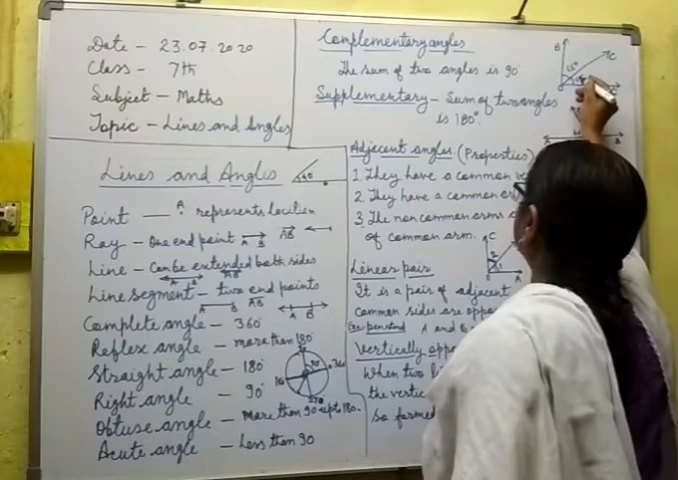 Date - 23.07.2020
Class - 7th
Subject - Maths
Topic - Lines and Angles
Lines and Angles
Point — A represents location
Ray - One end point A B AB
Line - Can be extended both sides
A B AB
Line segment - two end points
A B AB A B
Complete angle - 360°
Reflex angle - more than 180°
Straight angle - 180°
Right angle - 90°
Obtuse angle - more than 90 upto 180.
Acute angle - Less than 90
Complementary angles
The sum of two angles is 90°
Supplementary - Sum of two angles
is 180°.
B C
Adjacent angles. (Properties)
1. They have a common
2. They have a common
3. The non common arms
of common arm.
C
Linear pair
It is a pair of adjacent
common sides are
A and
Vertically
When two
the
so formed